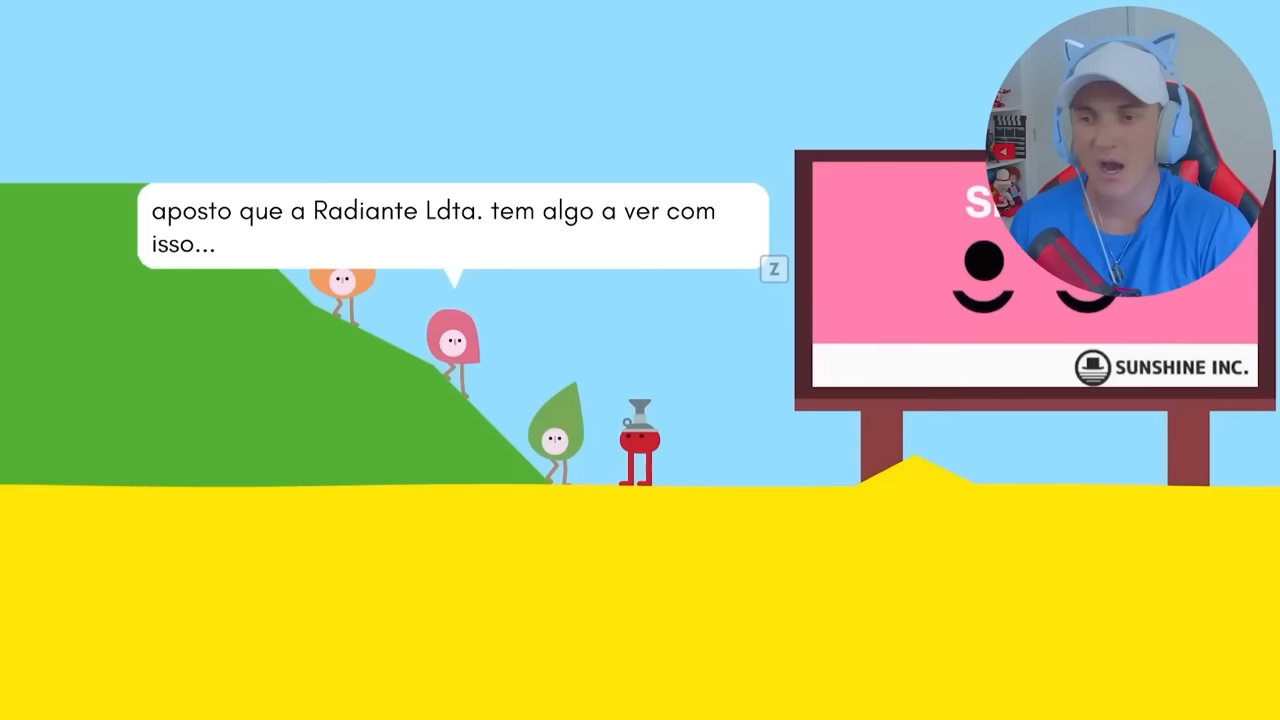 aposto que a Radiante Ldta. tem algo a ver com
isso...
Z
SUNSHINE INC.